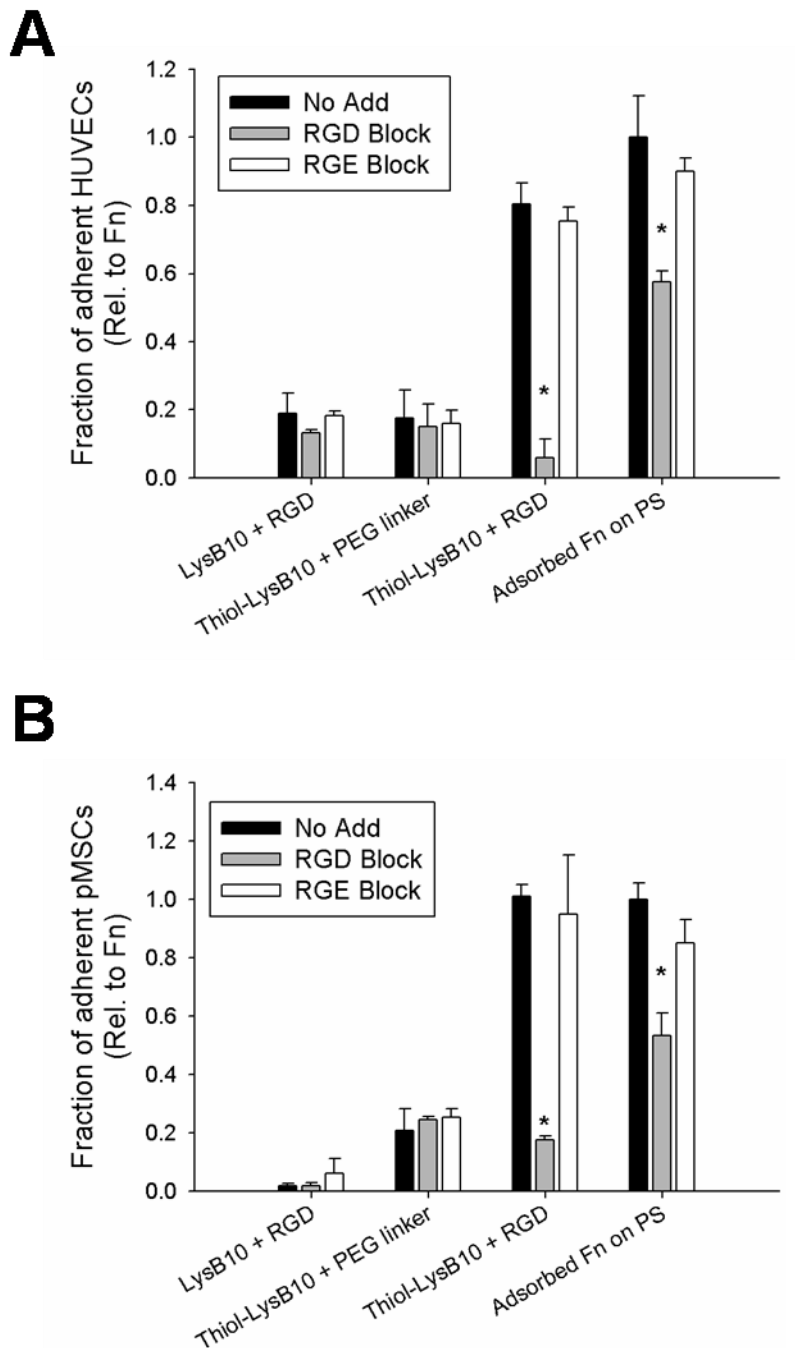 A
Fraction of adherent HUVECs
(Rel. to Fn)
1.2
1.0
0.8
0.6
0.4
0.2
0.0
No Add
RGD Block
RGE Block
*
*
LysB10 + RGD
Thiol-LysB10 + PEG linker
Thiol-LysB10 + RGD
Adsorbed Fn on PS
B
Fraction of adherent pMSCs
(Rel. to Fn)
1.4
1.2
1.0
0.8
0.6
0.4
0.2
0.0
No Add
RGD Block
RGE Block
*
*
LysB10 + RGD
Thiol-LysB10 + PEG linker
Thiol-LysB10 + RGD
Adsorbed Fn on PS